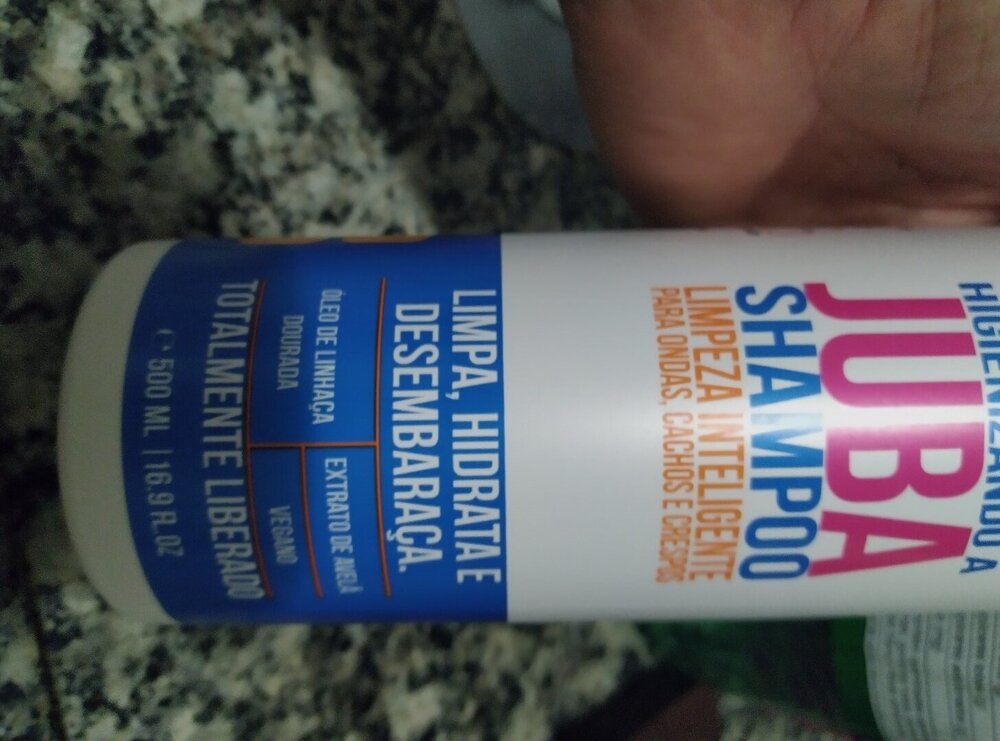 HIGIENIZANDO A
JUBA
SHAMPOO
LIMPEZA INTELIGENTE
PARA ONDAS, CACHOS E CRESPOS
LIMPA, HIDRATA E
DESEMBARAÇA.
ÓLEO DE LINHAÇA
DOURADA
EXTRATO DE AVELÃ
VEGANO
TOTALMENTE LIBERADO
℮ 500 ML | 16.9 FL.OZ